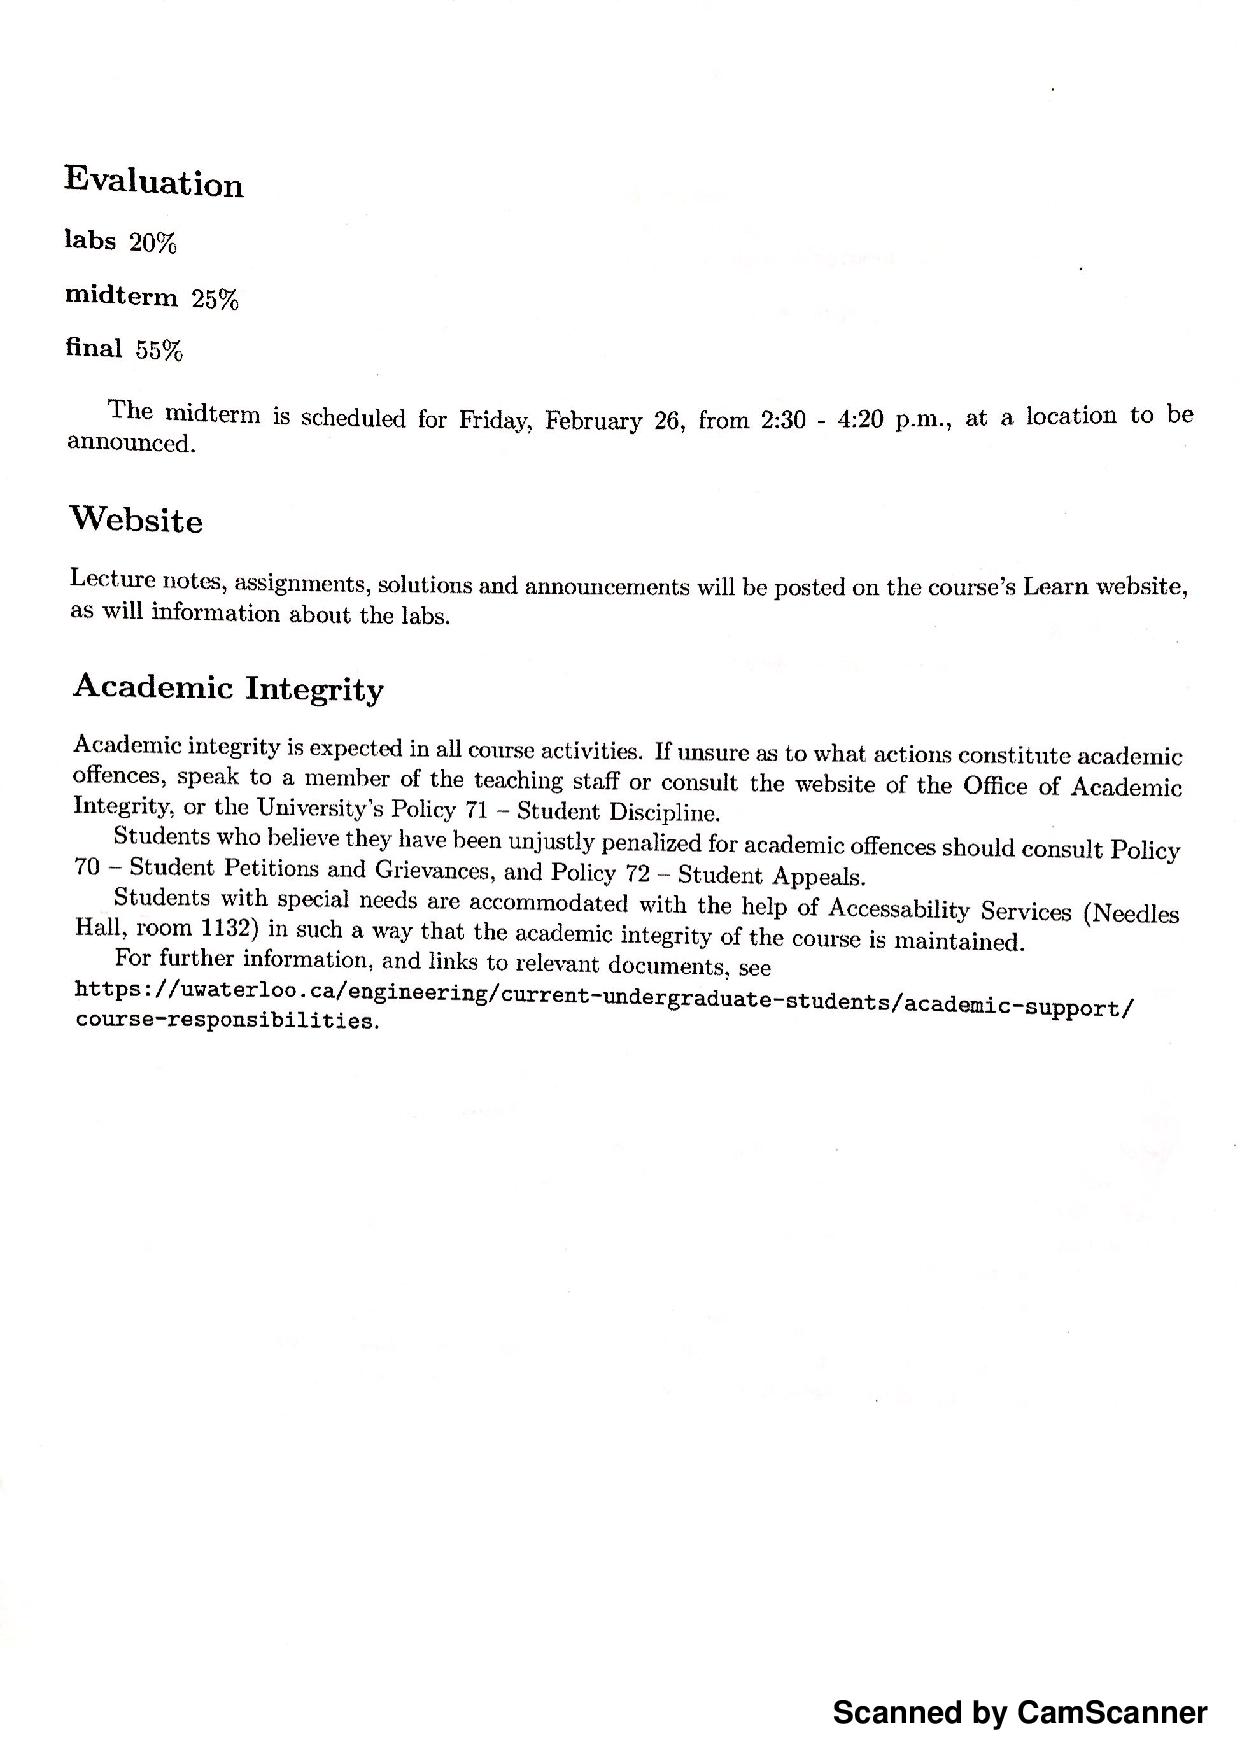 Evaluation
labs 20%
midterm 25%
final 55%
The midterm is scheduled for Friday, February 26, from 2:30 - 4:20 p.m., at a location to be
announced.
Website
Lecture notes, assignments, solutions and announcements will be posted on the course's Learn website,
as will information about the labs.
Academic Integrity
Academic integrity is expected in all course activities. If unsure as to what actions constitute academic
offences, speak to a member of the teaching staff or consult the website of the Office of Academic
Integrity, or the University's Policy 71 – Student Discipline.
Students who believe they have been unjustly penalized for academic offences should consult Policy
70 – Student Petitions and Grievances, and Policy 72 – Student Appeals.
Students with special needs are accommodated with the help of Accessability Services (Needles
Hall, room 1132) in such a way that the academic integrity of the course is maintained.
For further information, and links to relevant documents, see
https://uwaterloo.ca/engineering/current-undergraduate-students/academic-support/
course-responsibilities.
Scanned by CamScanner